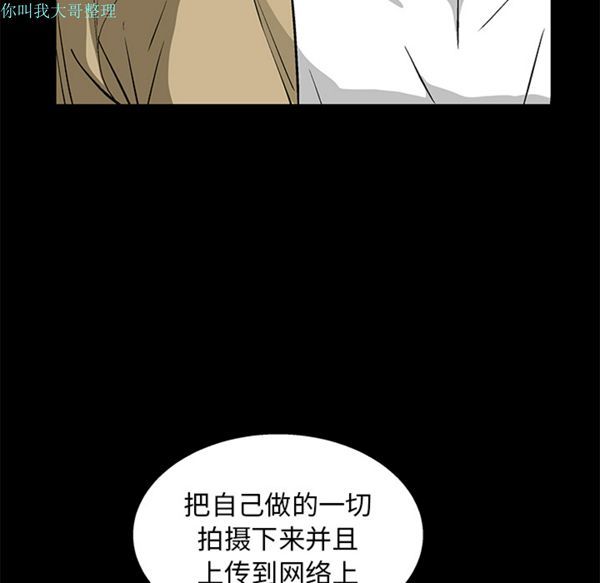 你叫我大哥整理
把自己做的一切
拍摄下来并且
上传到网络上